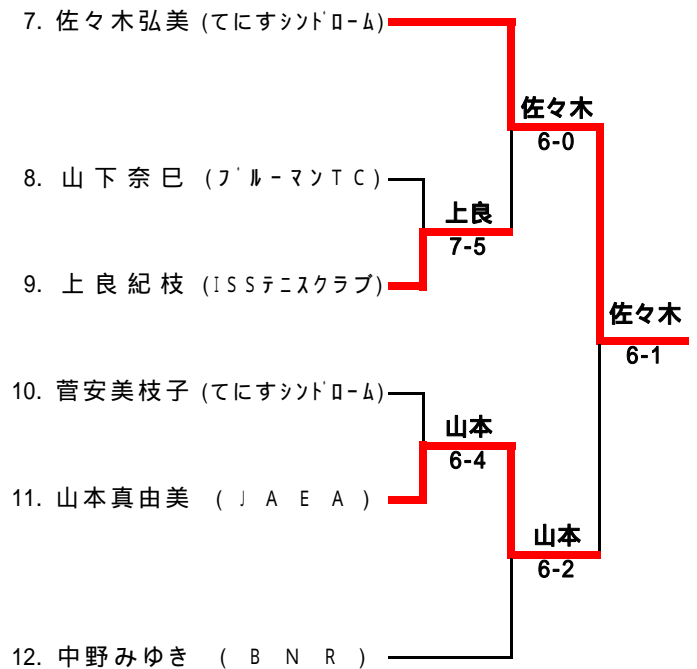 7. 佐々木弘美 (てにすｼﾝﾄﾞﾛｰﾑ)
佐々木
6-0
8. 山下奈巳 (ﾌﾞﾙｰﾏﾝTC)
上良
7-5
9. 上良紀枝 (ISSテニスクラブ)
佐々木
6-1
10. 菅安美枝子 (てにすｼﾝﾄﾞﾛｰﾑ)
山本
6-4
11. 山本真由美 (JAEA)
山本
6-2
12. 中野みゆき (BNR)